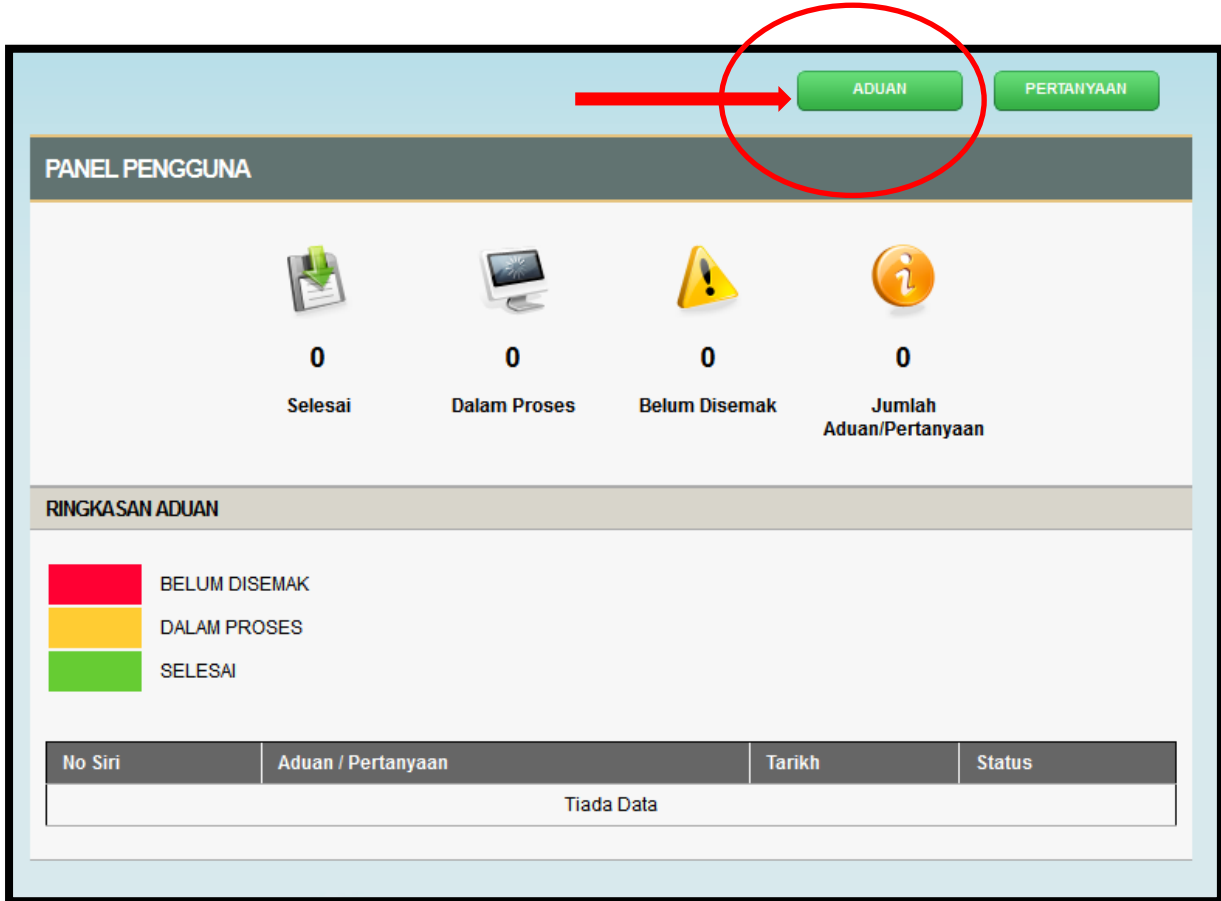 ADUAN
PERTANYAAN
PANEL PENGGUNA
0
0
0
0
Selesai
Dalam Proses
Belum Disemak
Jumlah
Aduan/Pertanyaan
RINGKASAN ADUAN
BELUM DISEMAK
DALAM PROSES
SELESAI
No Siri
Aduan / Pertanyaan
Tarikh
Status
Tiada Data